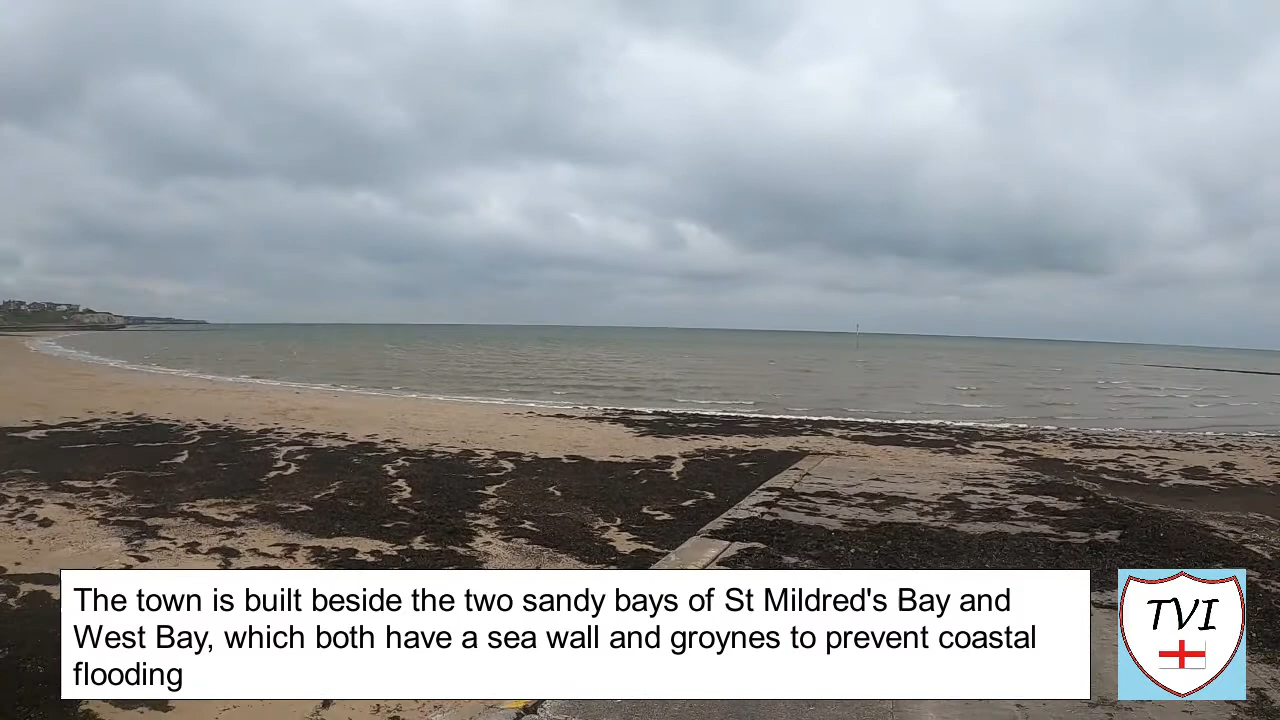 The town is built beside the two sandy bays of St Mildred's Bay and
West Bay, which both have a sea wall and groynes to prevent coastal
flooding
TVI